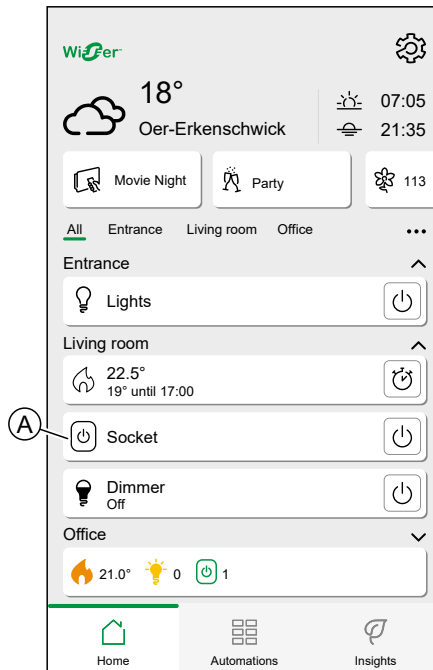 Wiser
18°
Oer-Erkenschwick
07:05
21:35
Movie Night
Party
113
All Entrance Living room Office
Entrance
Lights
Living room
22.5°
19° until 17:00
A
Socket
Dimmer
Off
Office
21.0° 0 1
Home Automations Insights